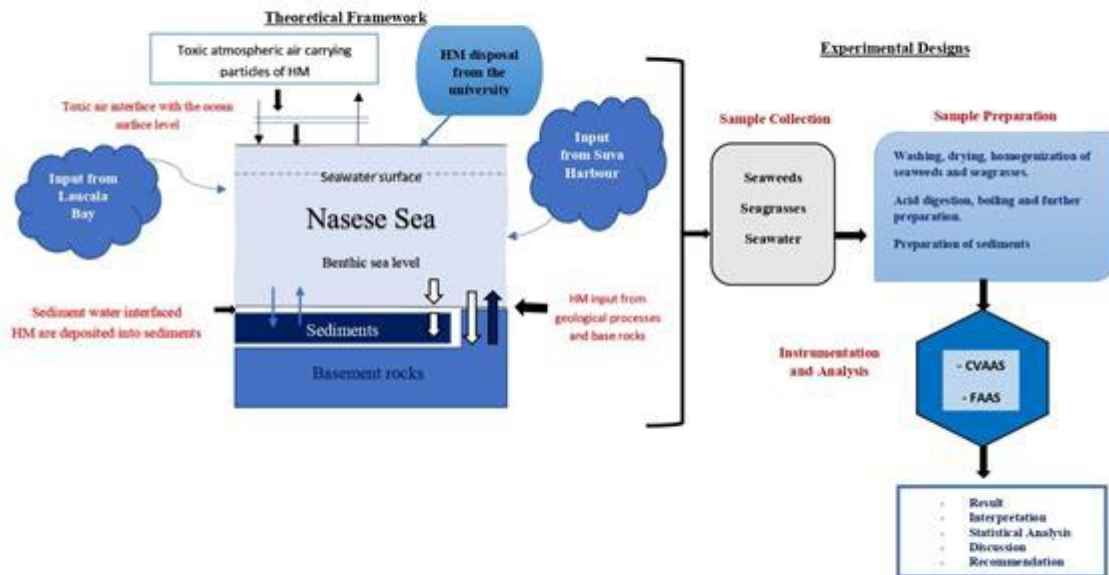 Theoretical Framework
Toxic atmospheric air carrying
particles of HM
HM disposal
from the
university
Toxic air interface with the ocean
surface level
Input from
Laucala
Bay
Input
from Suva
Harbour
Seawater surface
Nasese Sea
Benthic sea level
Sediment water interfaced
HM are deposited into sediments
Sediments
Basement rocks
HM input from
geological processes
and base rocks
Experimental Designs
Sample Collection
Seaweeds
Seagrasses
Seawater
Sample Preparation
Washing, drying, homogenization of
seaweeds and seagrasses.
Acid digestion, boiling and further
preparation.
Preparation of sediments
Instrumentation
and Analysis
- CVAAS
- FAAS
- Result
- Interpretation
- Statistical Analysis
- Discussion
- Recommendation